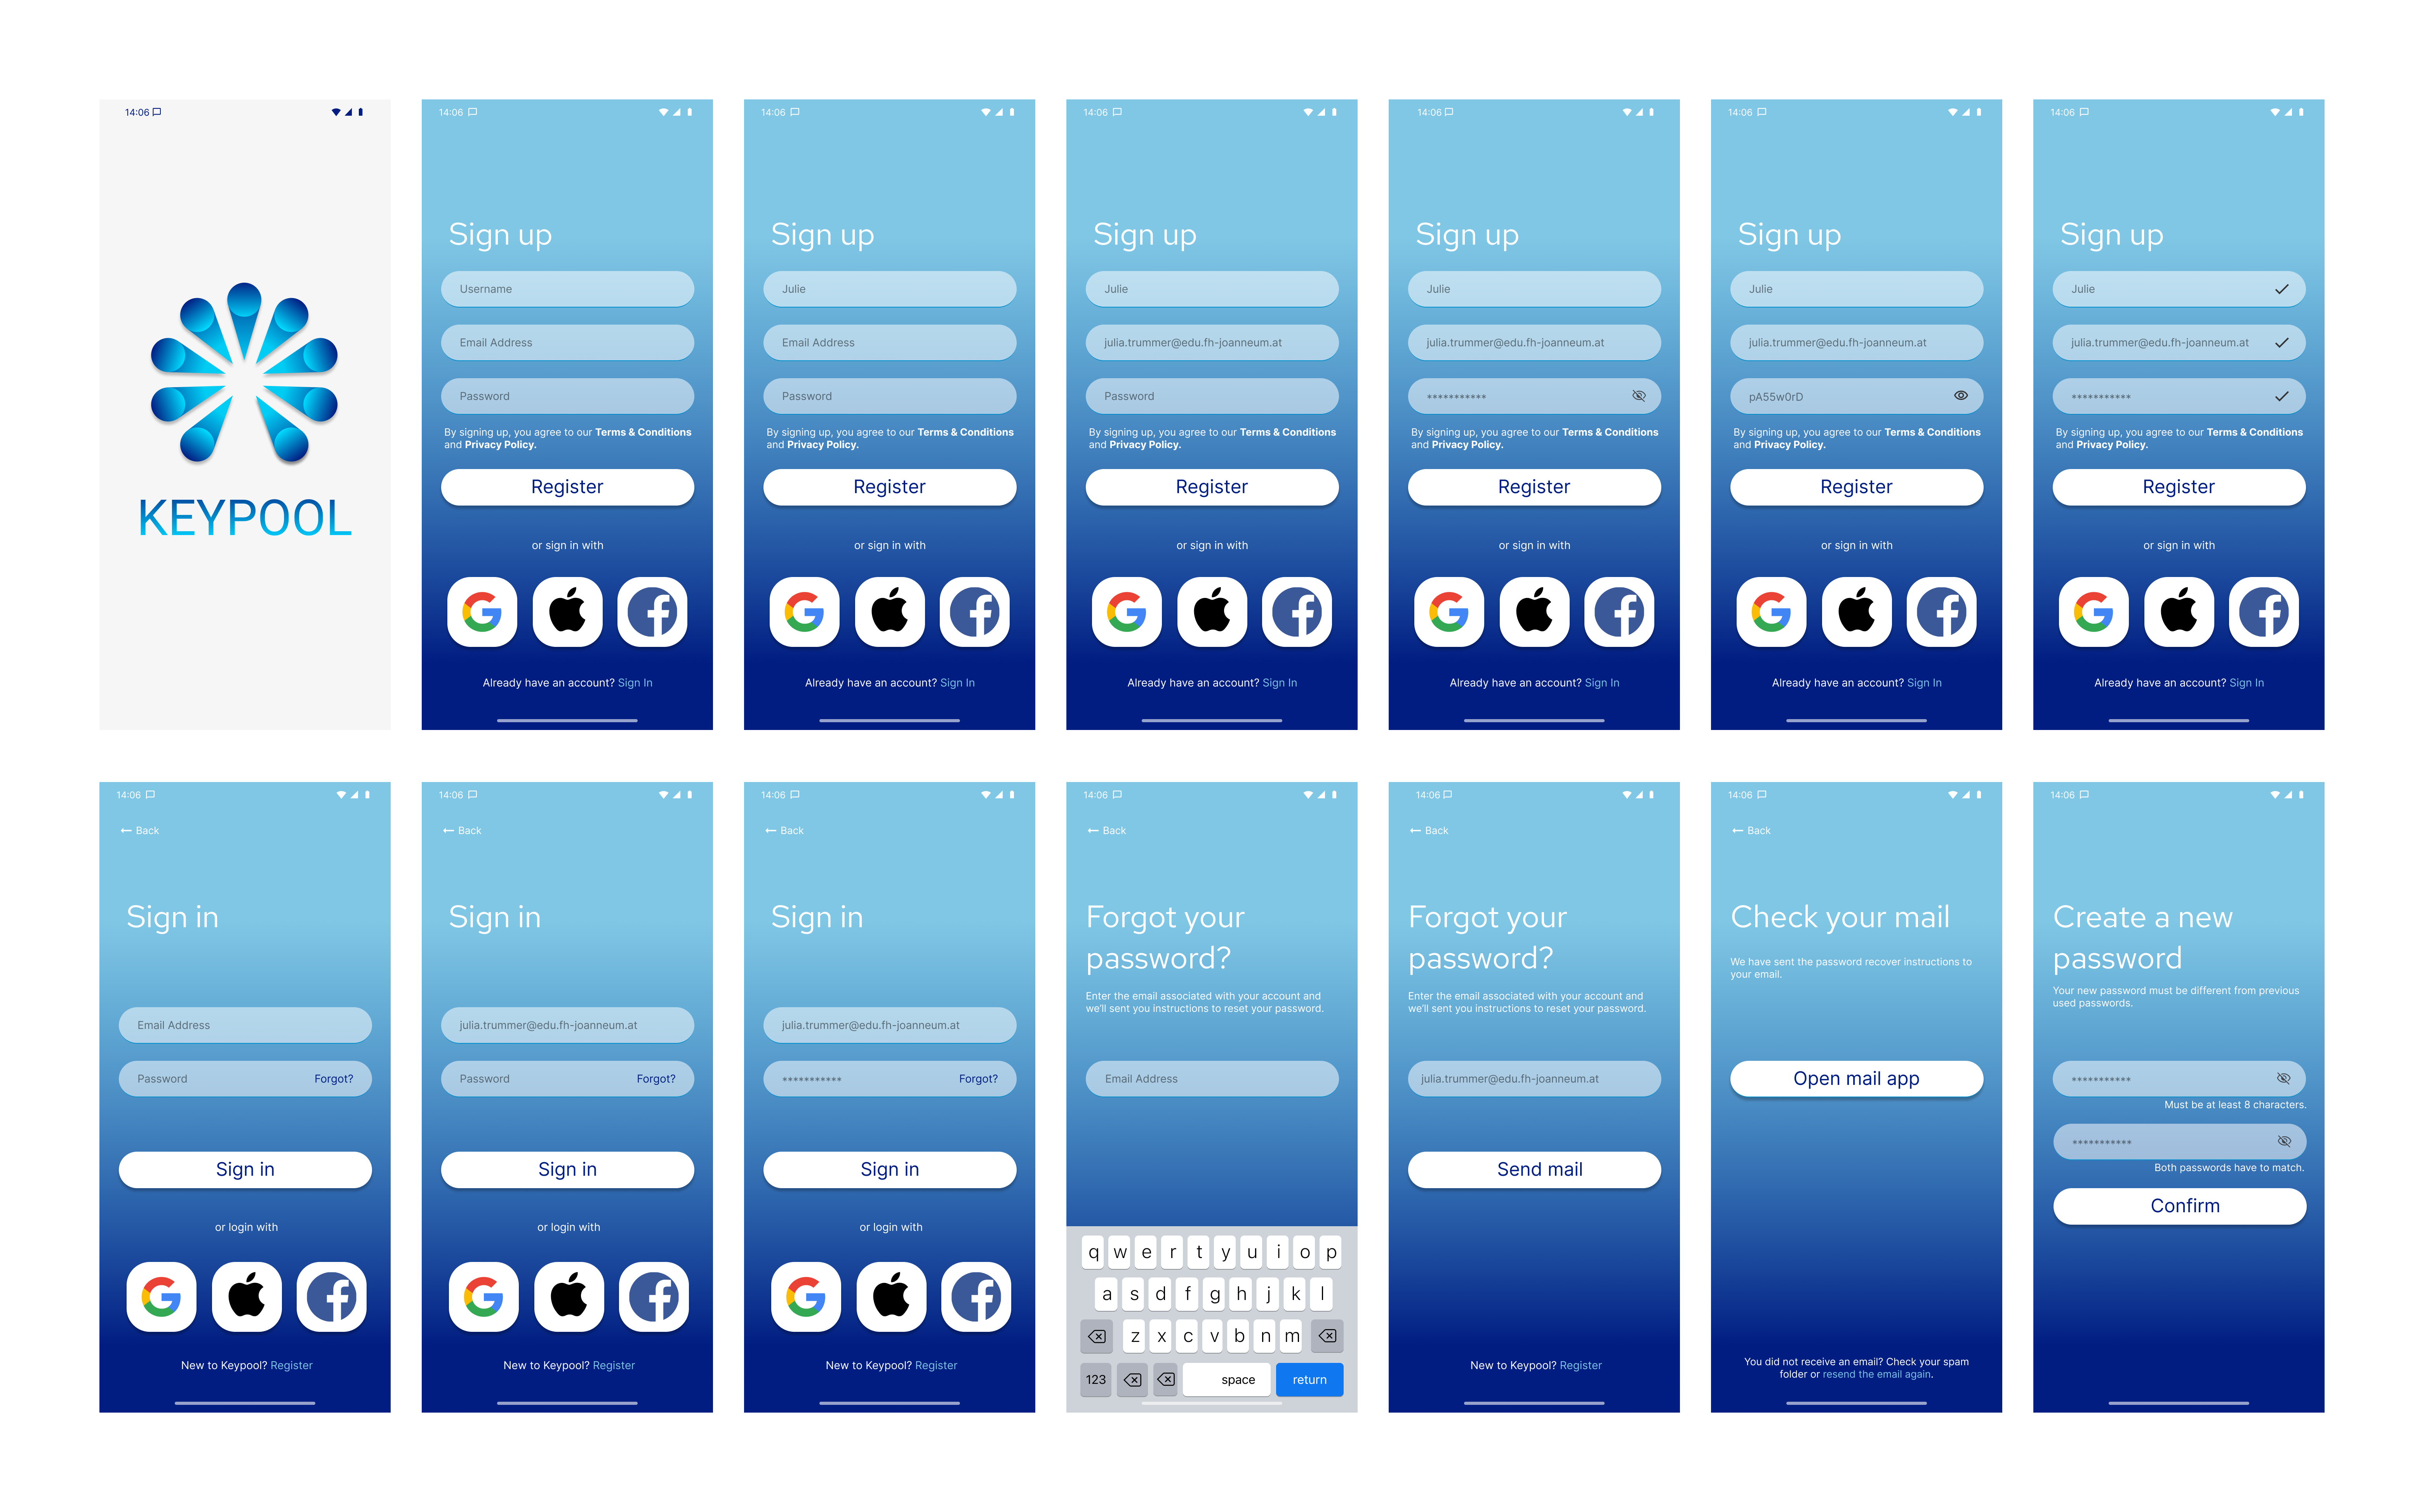 14:06
KEYPOOL
14:06
Sign up
Username
Email Address
Password
By signing up, you agree to our Terms & Conditions
and Privacy Policy.
Register
or sign in with
Already have an account? Sign In
14:06
Sign up
Julie
Email Address
Password
By signing up, you agree to our Terms & Conditions
and Privacy Policy.
Register
or sign in with
Already have an account? Sign In
14:06
Sign up
Julie
julia.trummer@edu.fh-joanneum.at
Password
By signing up, you agree to our Terms & Conditions
and Privacy Policy.
Register
or sign in with
Already have an account? Sign In
14:06
Sign up
Julie
julia.trummer@edu.fh-joanneum.at
***********
By signing up, you agree to our Terms & Conditions
and Privacy Policy.
Register
or sign in with
Already have an account? Sign In
14:06
Sign up
Julie
julia.trummer@edu.fh-joanneum.at
pA55w0rD
By signing up, you agree to our Terms & Conditions
and Privacy Policy.
Register
or sign in with
Already have an account? Sign In
14:06
Sign up
Julie
julia.trummer@edu.fh-joanneum.at
***********
By signing up, you agree to our Terms & Conditions
and Privacy Policy.
Register
or sign in with
Already have an account? Sign In
14:06
← Back
Sign in
Email Address
Password Forgot?
Sign in
or login with
New to Keypool? Register
14:06
← Back
Sign in
julia.trummer@edu.fh-joanneum.at
Password Forgot?
Sign in
or login with
New to Keypool? Register
14:06
← Back
Sign in
julia.trummer@edu.fh-joanneum.at
*********** Forgot?
Sign in
or login with
New to Keypool? Register
14:06
← Back
Forgot your
password?
Enter the email associated with your account and
we'll sent you instructions to reset your password.
Email Address
q w e r t y u i o p
a s d f g h j k l
z x c v b n m
123 space return
14:06
← Back
Forgot your
password?
Enter the email associated with your account and
we'll sent you instructions to reset your password.
julia.trummer@edu.fh-joanneum.at
Send mail
New to Keypool? Register
14:06
← Back
Check your mail
We have sent the password recover instructions to
your email.
Open mail app
You did not receive an email? Check your spam
folder or resend the email again.
14:06
Create a new
password
Your new password must be different from previous
used passwords.
***********
Must be at least 8 characters.
***********
Both passwords have to match.
Confirm